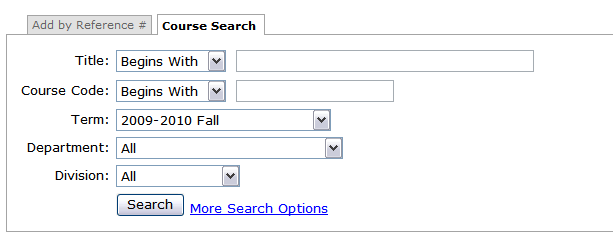 Add by Reference # Course Search
Title: Begins With
Course Code: Begins With
Term: 2009-2010 Fall
Department: All
Division: All
Search More Search Options